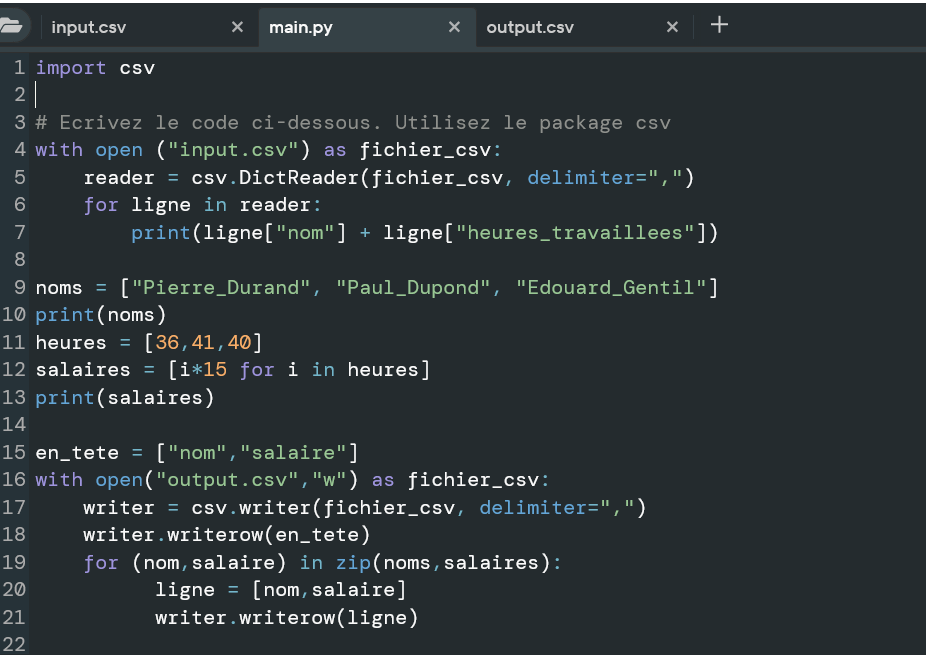 input.csv × main.py × output.csv × +
1 import csv
2
3 # Ecrivez le code ci-dessous. Utilisez le package csv
4 with open ("input.csv") as fichier_csv:
5     reader = csv.DictReader(fichier_csv, delimiter=",")
6     for ligne in reader:
7         print(ligne["nom"] + ligne["heures_travaillees"])
8
9 noms = ["Pierre_Durand", "Paul_Dupond", "Edouard_Gentil"]
10 print(noms)
11 heures = [36,41,40]
12 salaires = [i*15 for i in heures]
13 print(salaires)
14
15 en_tete = ["nom","salaire"]
16 with open("output.csv","w") as fichier_csv:
17     writer = csv.writer(fichier_csv, delimiter=",")
18     writer.writerow(en_tete)
19     for (nom,salaire) in zip(noms,salaires):
20           ligne = [nom,salaire]
21           writer.writerow(ligne)
22